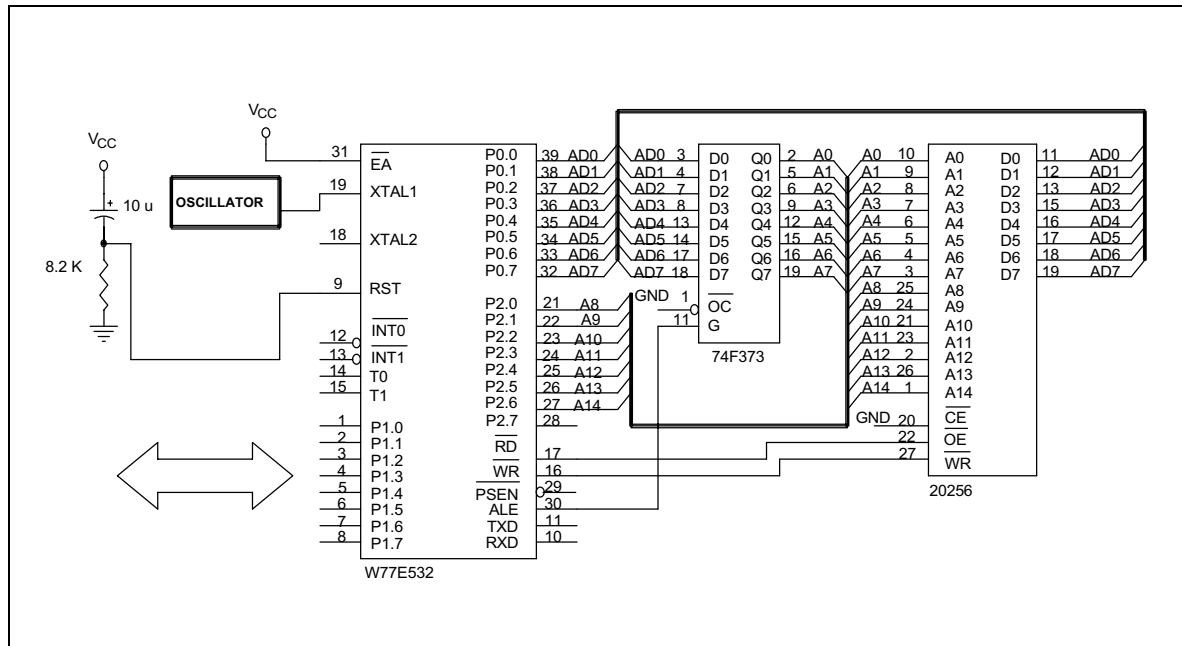 VCC
VCC
10 u
8.2 K
OSCILLATOR
31 EA
19 XTAL1
18 XTAL2
9 RST
12 INT0
13 INT1
14 T0
15 T1
1 P1.0
2 P1.1
3 P1.2
4 P1.3
5 P1.4
6 P1.5
7 P1.6
8 P1.7
P0.0 39 AD0
P0.1 38 AD1
P0.2 37 AD2
P0.3 36 AD3
P0.4 35 AD4
P0.5 34 AD5
P0.6 33 AD6
P0.7 32 AD7
P2.0 21 A8
P2.1 22 A9
P2.2 23 A10
P2.3 24 A11
P2.4 25 A12
P2.5 26 A13
P2.6 27 A14
P2.7 28
RD 17
WR 16
PSEN 29
ALE 30
TXD 11
RXD 10
W77E532
AD0 3 D0 Q0 2 A0
AD1 4 D1 Q1 5 A1
AD2 7 D2 Q2 6 A2
AD3 8 D3 Q3 9 A3
AD4 13 D4 Q4 12 A4
AD5 14 D5 Q5 15 A5
AD6 17 D6 Q6 16 A6
AD7 18 D7 Q7 19 A7
GND 1 OC
11 G
74F373
A0 10 A0 D0 11 AD0
A1 9 A1 D1 12 AD1
A2 8 A2 D2 13 AD2
A3 7 A3 D3 15 AD3
A4 6 A4 D4 16 AD4
A5 5 A5 D5 17 AD5
A6 4 A6 D6 18 AD6
A7 3 A7 D7 19 AD7
A8 25 A8
A9 24 A9
A10 21 A10
A11 23 A11
A12 2 A12
A13 26 A13
A14 1 A14
GND 20 CE
22 OE
27 WR
20256